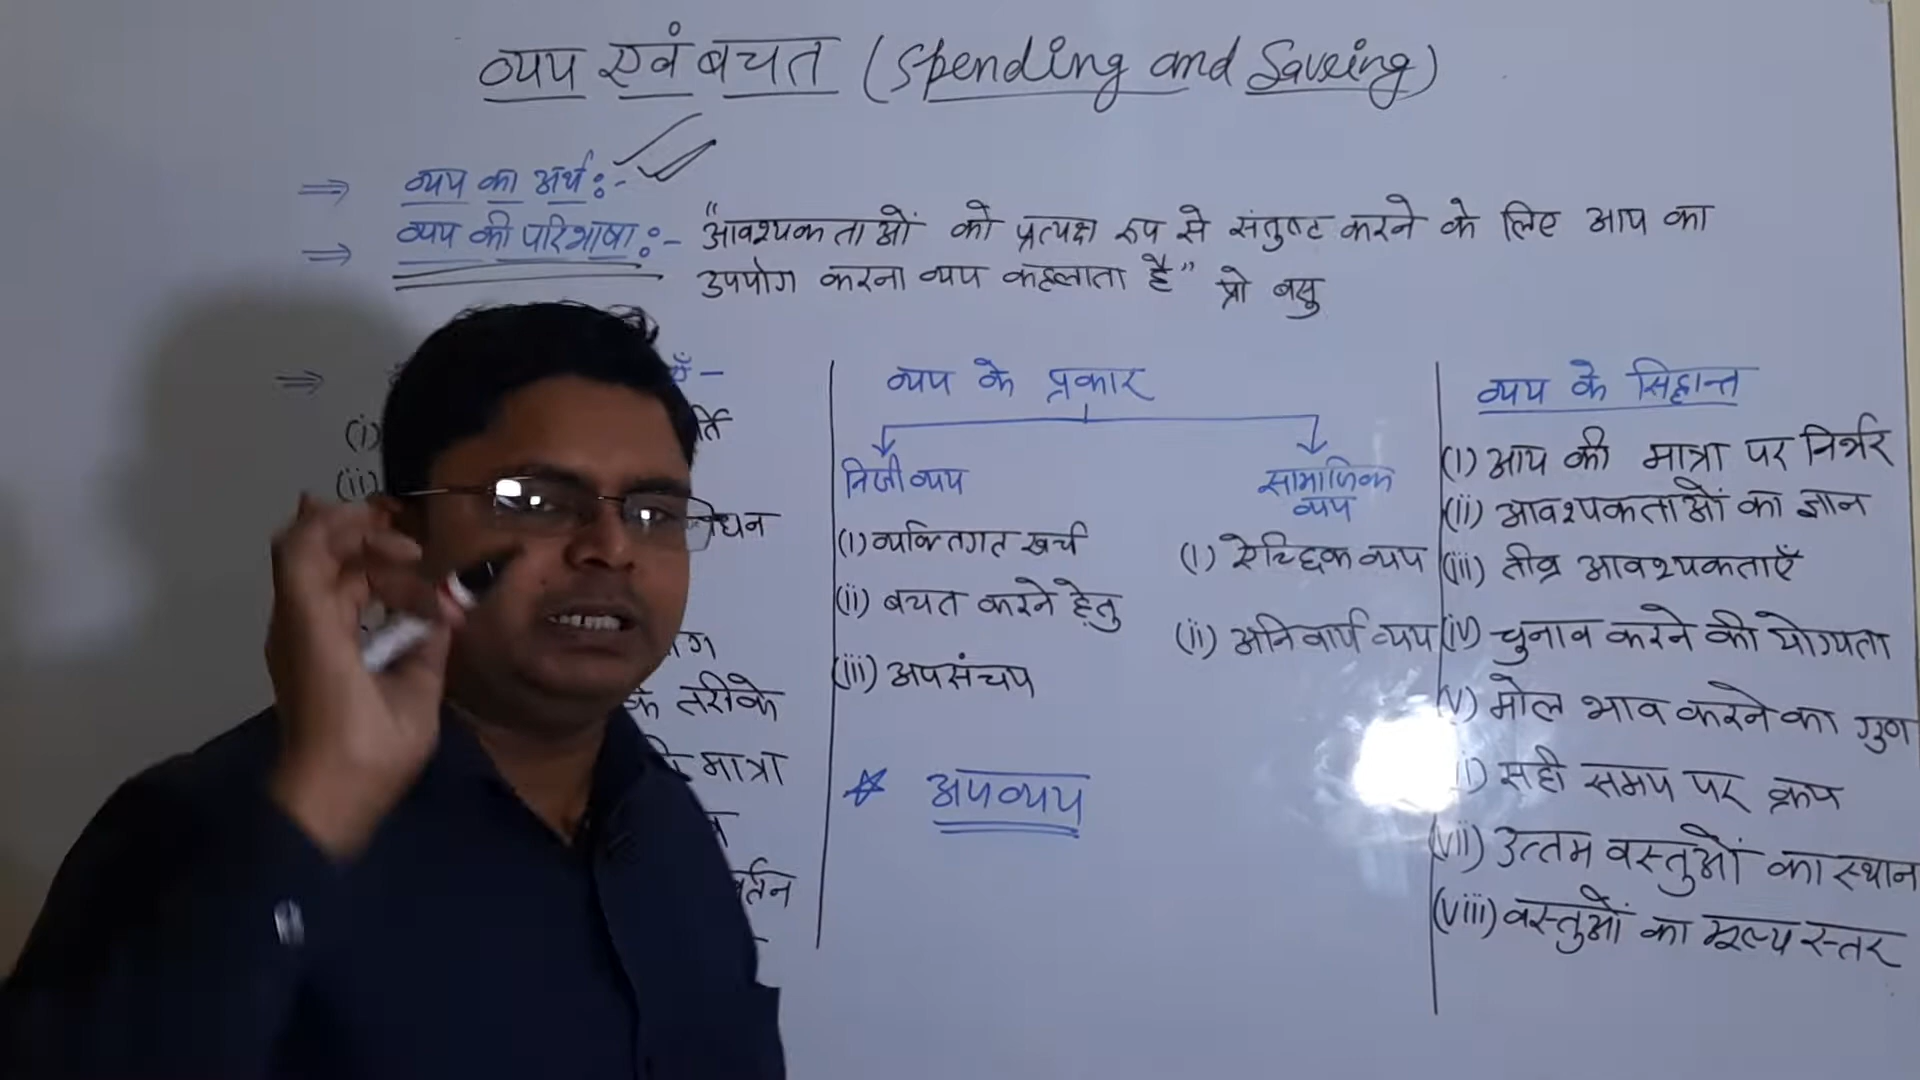 व्यय एवं बचत (Spending and Saveing)
⇒ व्यय का अर्थ:-
⇒ व्यय की परिभाषा:- "आवश्यकताओं को प्रत्यक्ष रूप से संतुष्ट करने के लिए आय का
उपयोग करना व्यय कहलाता है" प्रो बसु
⇒
(i)
(ii)
के तरीके
मात्रा
व्यय के प्रकार
निजी व्यय
(i) व्यक्तिगत खर्च
(ii) बचत करने हेतु
(iii) अपसंचय
सामाजिक
व्यय
(i) ऐच्छिक व्यय
(ii) अनिवार्य व्यय
* अपव्यय
व्यय के सिद्धान्त
(i) आय की मात्रा पर निर्भर
(ii) आवश्यकताओं का ज्ञान
(iii) तीव्र आवश्यकताएँ
(iv) चुनाव करने की योग्यता
(v) मोल भाव करने का गुण
सही समय पर क्रय
(vii) उत्तम वस्तुओं का स्थान
(viii) वस्तुओं का मूल्य स्तर